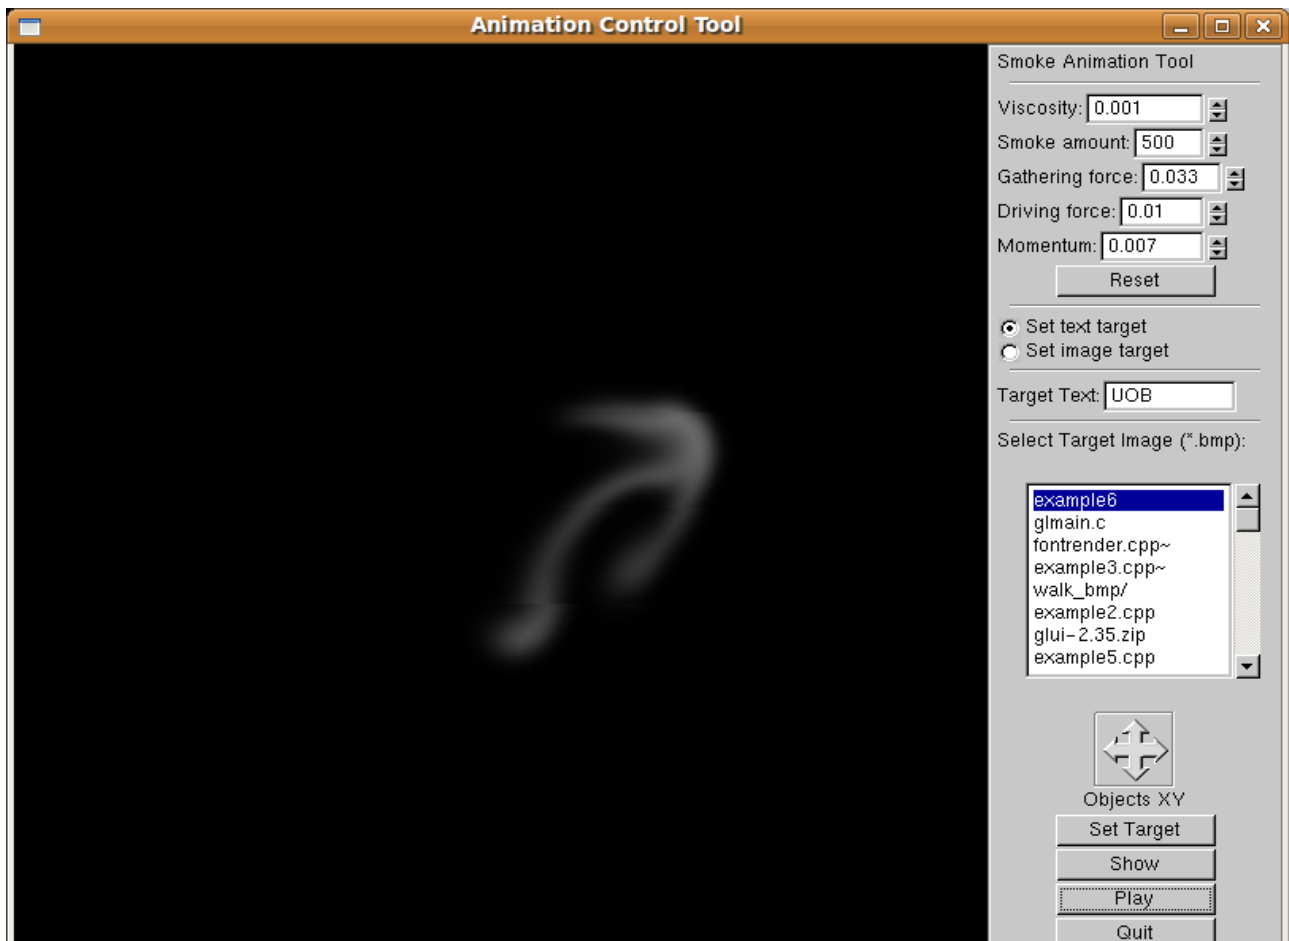 Animation Control Tool
Smoke Animation Tool
Viscosity: 0.001
Smoke amount: 500
Gathering force: 0.033
Driving force: 0.01
Momentum: 0.007
Reset
Set text target
Set image target
Target Text: UOB
Select Target Image (*.bmp):
example6
glmain.c
fontrender.cpp~
example3.cpp~
walk_bmp/
example2.cpp
glui-2.35.zip
example5.cpp
Objects XY
Set Target
Show
Play
Quit